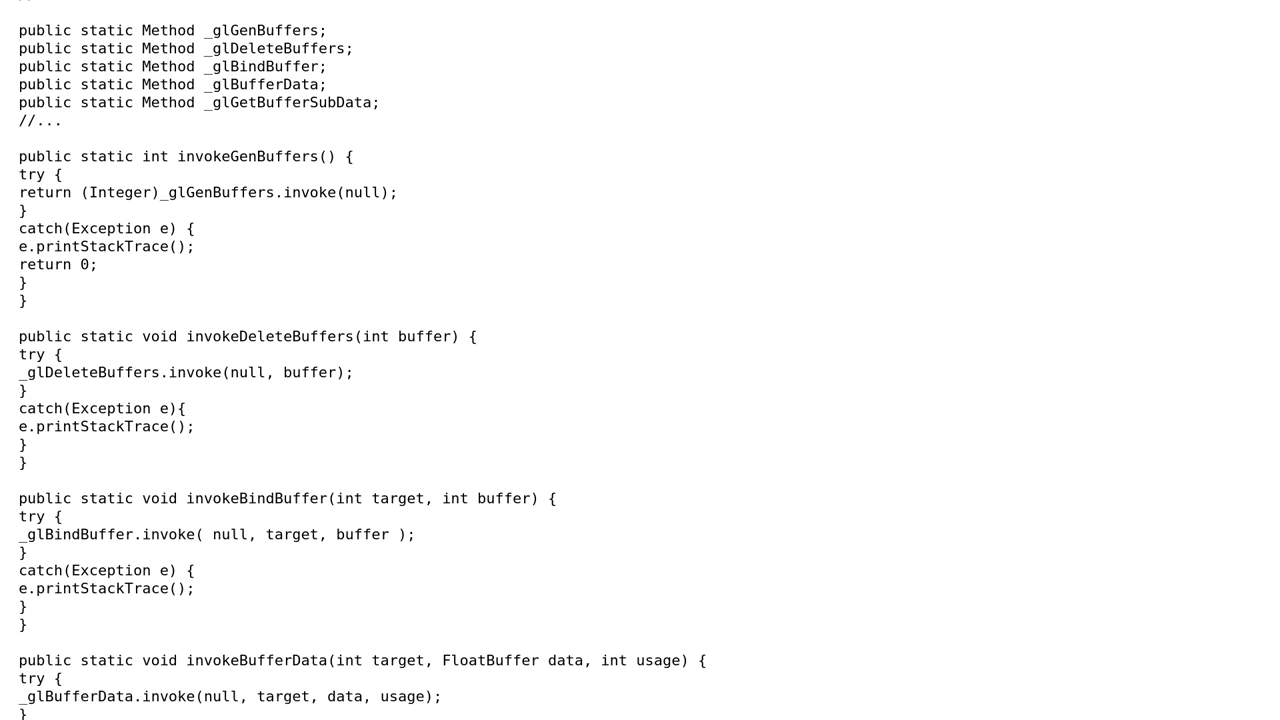 public static Method _glGenBuffers;
public static Method _glDeleteBuffers;
public static Method _glBindBuffer;
public static Method _glBufferData;
public static Method _glGetBufferSubData;
//...
public static int invokeGenBuffers() {
try {
return (Integer)_glGenBuffers.invoke(null);
}
catch(Exception e) {
e.printStackTrace();
return 0;
}
}
public static void invokeDeleteBuffers(int buffer) {
try {
_glDeleteBuffers.invoke(null, buffer);
}
catch(Exception e){
e.printStackTrace();
}
}
public static void invokeBindBuffer(int target, int buffer) {
try {
_glBindBuffer.invoke( null, target, buffer );
}
catch(Exception e) {
e.printStackTrace();
}
}
public static void invokeBufferData(int target, FloatBuffer data, int usage) {
try {
_glBufferData.invoke(null, target, data, usage);
}